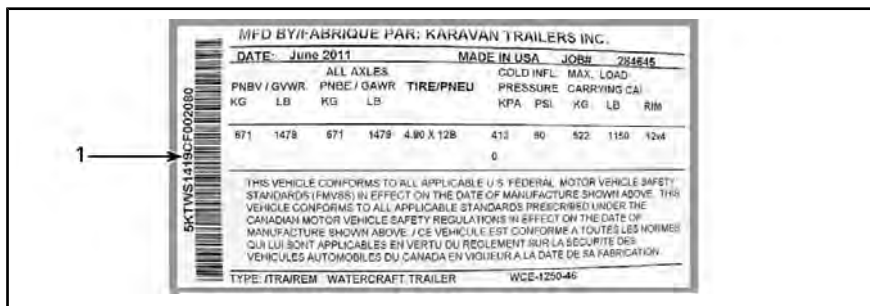 MFD BY/FABRIQUE PAR: KARAVAN TRAILERS INC.
DATE: June 2011 MADE IN USA JOB# 284645
ALL AXLES COLD INFL. MAX. LOAD
PNBV / GVWR PNBE / GAWR TIRE/PNEU PRESSURE CARRYING CA
KG LB KG LB KPA PSI KG LB RIM
671 1479 671 1479 4.80 X 12B 413 60 522 1150 12x4
0
THIS VEHICLE CONFORMS TO ALL APPLICABLE U.S. FEDERAL MOTOR VEHICLE SAFETY
STANDARDS (FMVSS) IN EFFECT ON THE DATE OF MANUFACTURE SHOWN ABOVE. THIS
VEHICLE CONFORMS TO ALL APPLICABLE STANDARDS PRESCRIBED UNDER THE
CANADIAN MOTOR VEHICLE SAFETY REGULATIONS IN EFFECT ON THE DATE OF
MANUFACTURE SHOWN ABOVE. / CE VEHICULE EST CONFORME A TOUTES LES NORMES
QUI LUI SONT APPLICABLES EN VERTU DU REGLEMENT SUR LA SECURITE DES
VEHICULES AUTOMOBILES DU CANADA EN VIGUEUR A LA DATE DE SA FABRICATION.
TYPE: /TRA/REM WATERCRAFT TRAILER WCE-1250-46
5KTWS1419CF002080
1